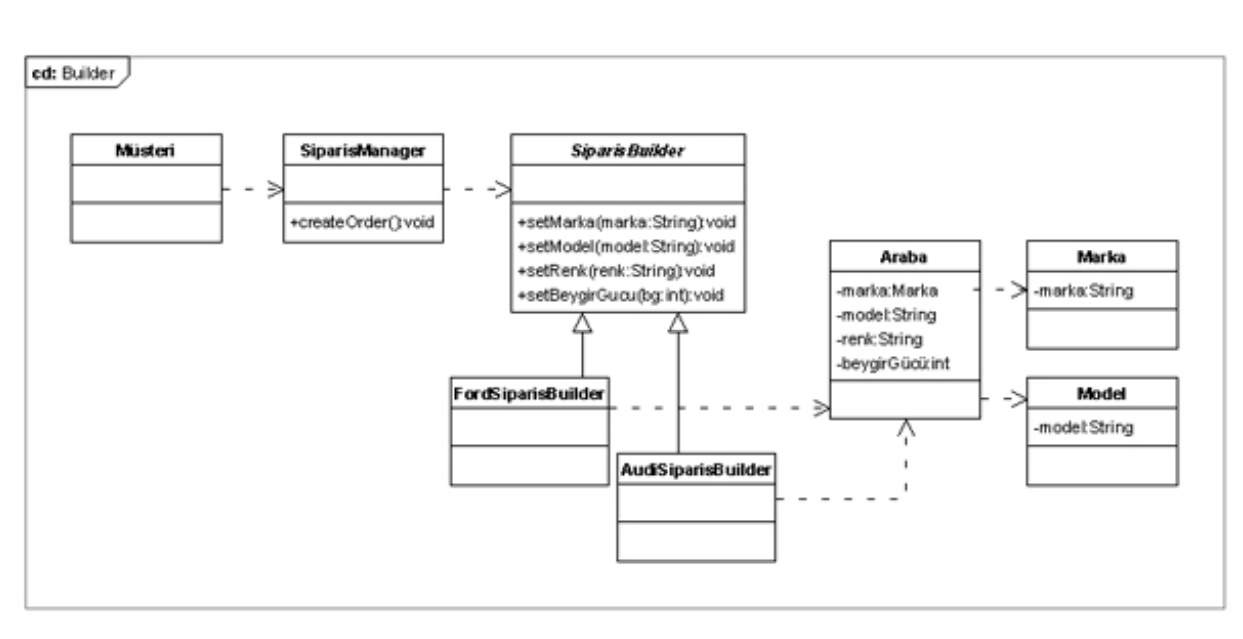 cd: Builder
Müsteri
SiparisManager
+createOrder():void
SiparisBuilder
+setMarka(marka:String):void
+setModel(model:String):void
+setRenk(renk:String):void
+setBeygirGucu(bg:int):void
Araba
-marka:Marka
-model:String
-renk:String
-beygirGücü:int
Marka
-marka:String
Model
-model:String
FordSiparisBuilder
AudiSiparisBuilder